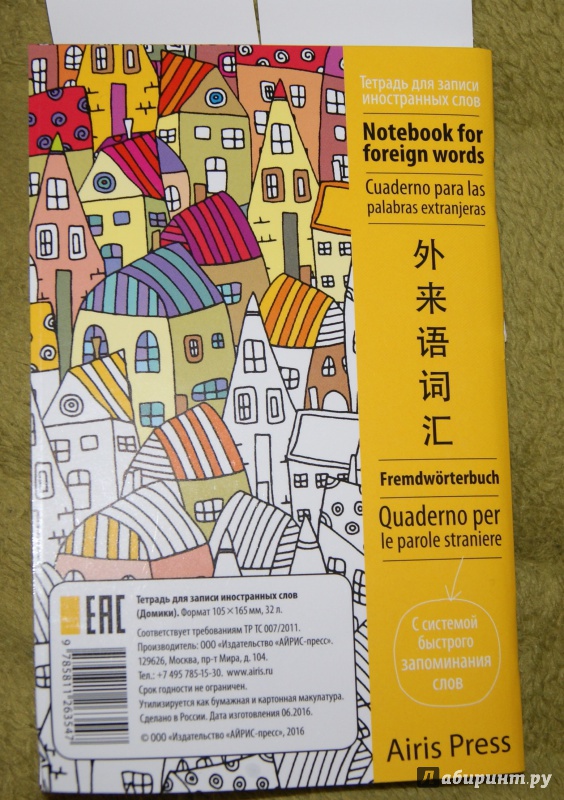 Тетрадь для записи
иностранных слов
Notebook for
foreign words
Cuaderno para las
palabras extranjeras
外
来
语
词
汇
Fremdwörterbuch
Quaderno per
le parole straniere
С системой
быстрого
запоминания
слов
Airis Press
EAC
Тетрадь для записи иностранных слов
(Домики). Формат 105×165 мм, 32 л.
Соответствует требованиям ТР ТС 007/2011.
Производитель: ООО «Издательство «АЙРИС-пресс».
129626, Москва, пр-т Мира, д. 104.
Тел.: +7 495 785-15-30. www.airis.ru
Срок годности не ограничен.
Утилизируется как бумажная и картонная макулатура.
Сделано в России. Дата изготовления 06.2016.
© ООО «Издательство «АЙРИС-пресс», 2016
9 785811 263547
Лабиринт.ру